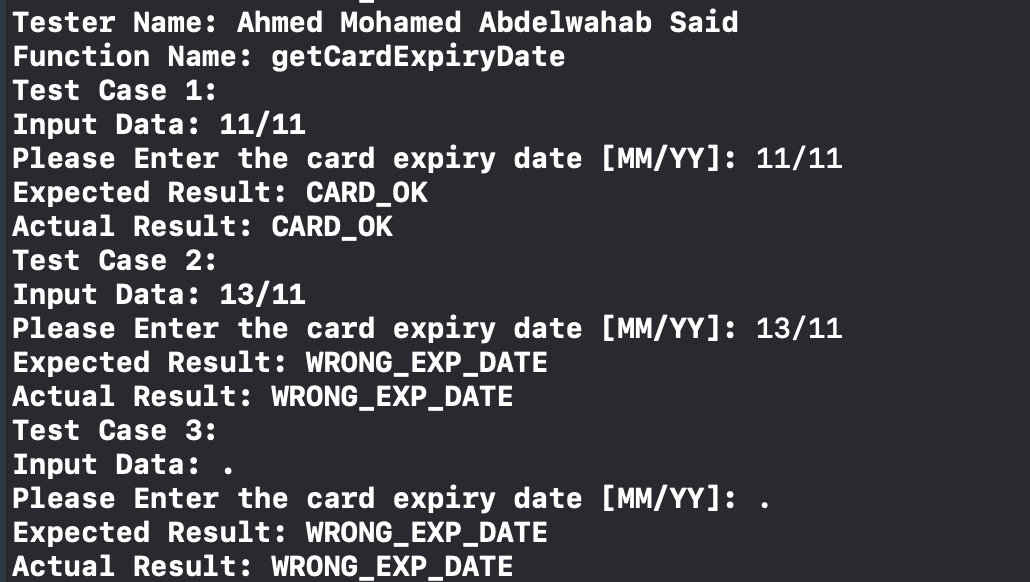 Tester Name: Ahmed Mohamed Abdelwahab Said
Function Name: getCardExpiryDate
Test Case 1:
Input Data: 11/11
Please Enter the card expiry date [MM/YY]: 11/11
Expected Result: CARD_OK
Actual Result: CARD_OK
Test Case 2:
Input Data: 13/11
Please Enter the card expiry date [MM/YY]: 13/11
Expected Result: WRONG_EXP_DATE
Actual Result: WRONG_EXP_DATE
Test Case 3:
Input Data: .
Please Enter the card expiry date [MM/YY]: .
Expected Result: WRONG_EXP_DATE
Actual Result: WRONG_EXP_DATE